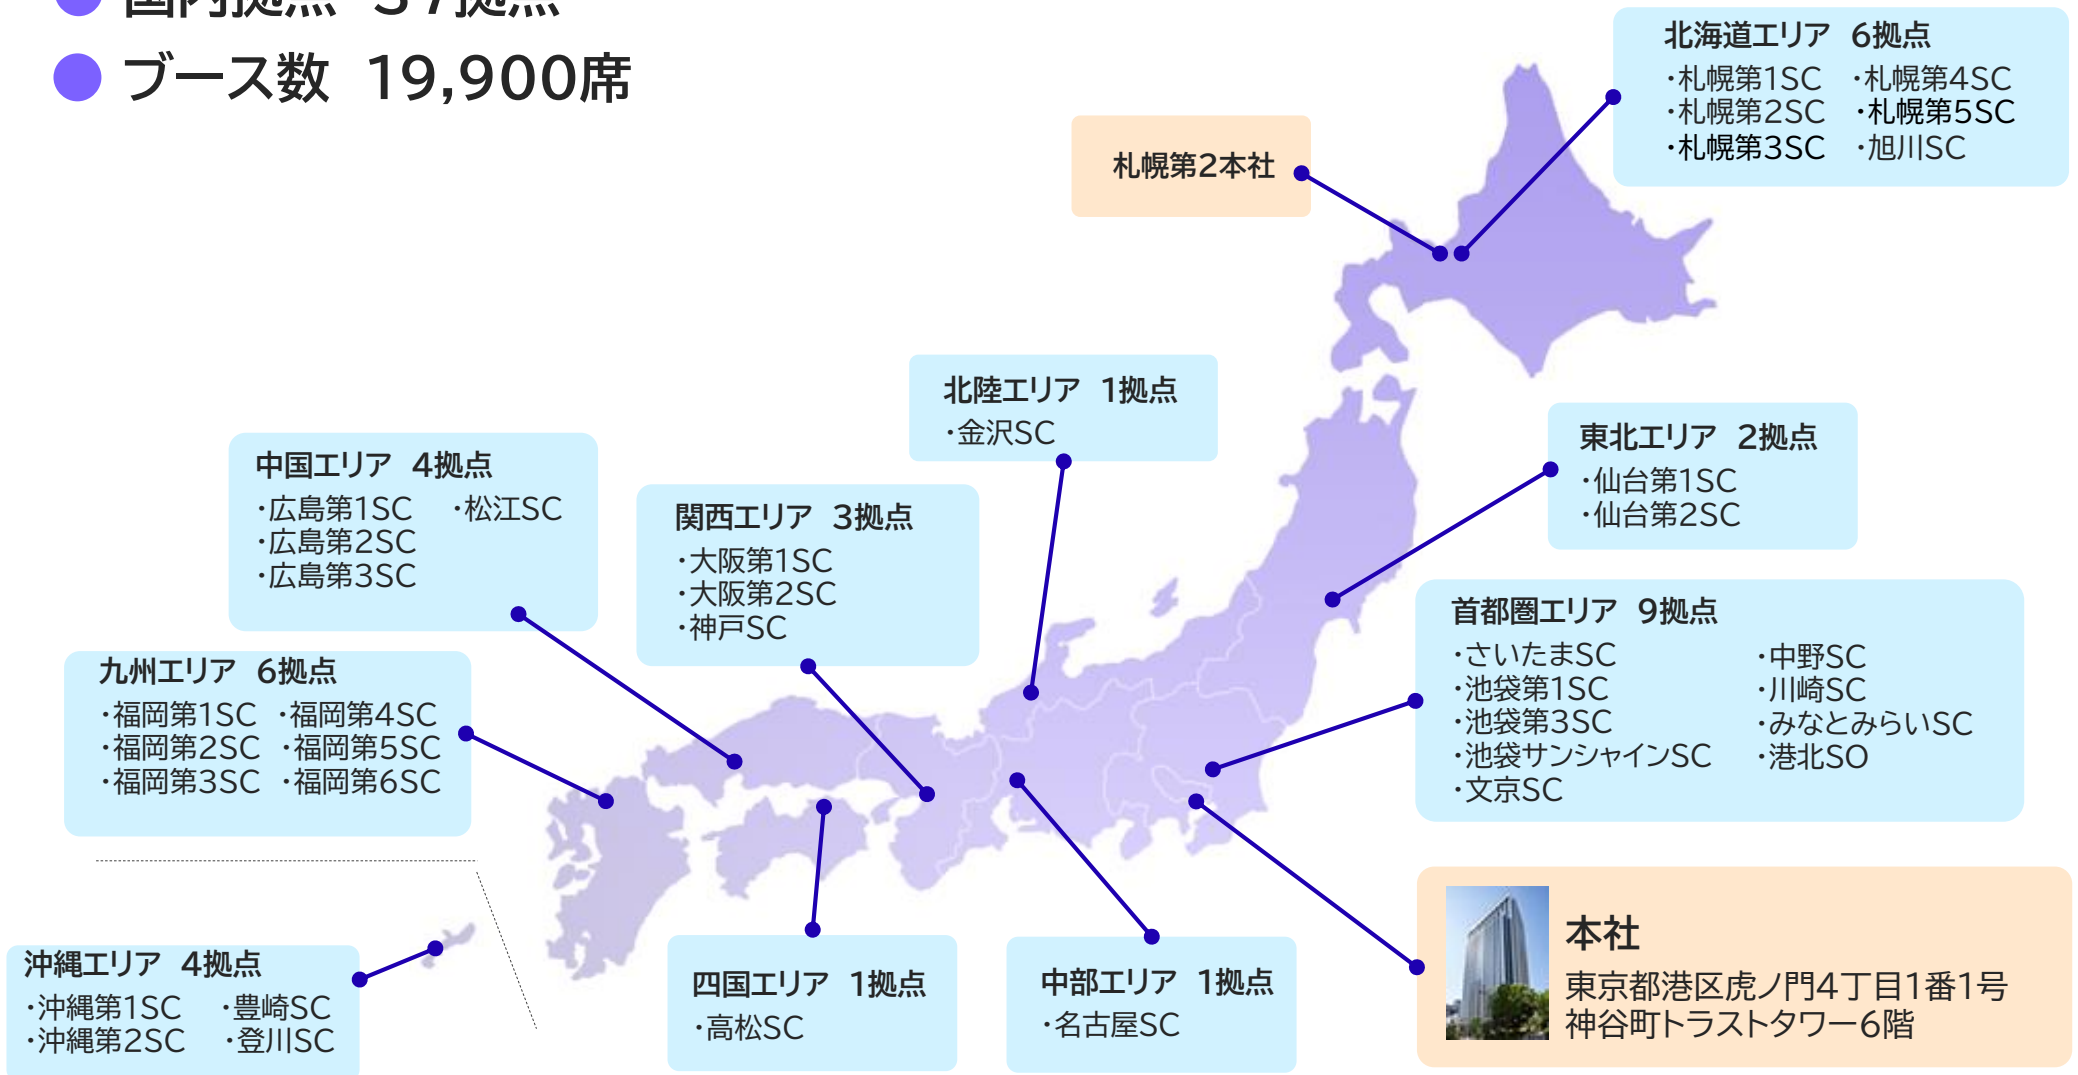 国内拠点 37拠点
ブース数 19,900席
北海道エリア 6拠点
・札幌第1SC ・札幌第4SC
・札幌第2SC ・札幌第5SC
・札幌第3SC ・旭川SC
札幌第2本社
北陸エリア 1拠点
・金沢SC
東北エリア 2拠点
・仙台第1SC
・仙台第2SC
中国エリア 4拠点
・広島第1SC ・松江SC
・広島第2SC
・広島第3SC
関西エリア 3拠点
・大阪第1SC
・大阪第2SC
・神戸SC
首都圏エリア 9拠点
・さいたまSC ・中野SC
・池袋第1SC ・川崎SC
・池袋第3SC ・みなとみらいSC
・池袋サンシャインSC ・港北SO
・文京SC
九州エリア 6拠点
・福岡第1SC ・福岡第4SC
・福岡第2SC ・福岡第5SC
・福岡第3SC ・福岡第6SC
沖縄エリア 4拠点
・沖縄第1SC ・豊崎SC
・沖縄第2SC ・登川SC
四国エリア 1拠点
・高松SC
中部エリア 1拠点
・名古屋SC
本社
東京都港区虎ノ門4丁目1番1号
神谷町トラストタワー6階